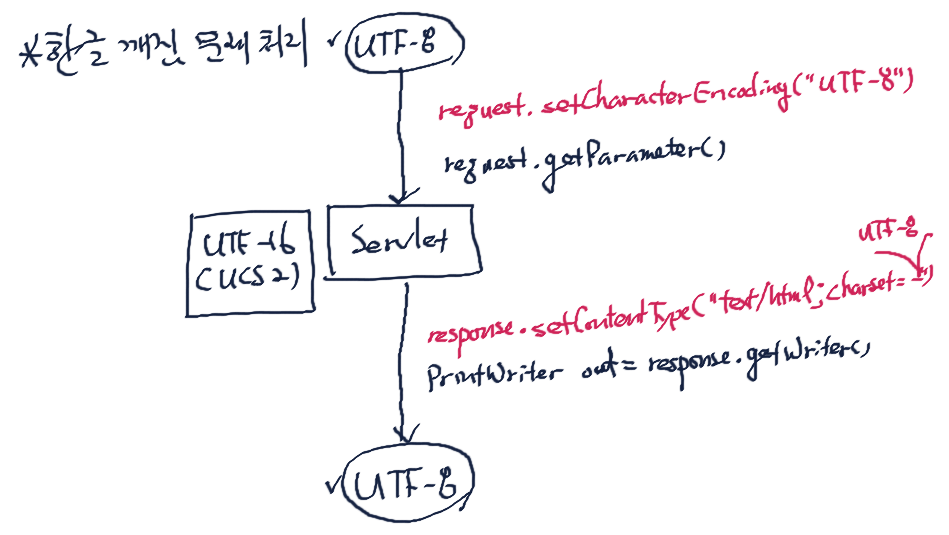 *한글 깨진 문제 처리 ✓ UTF-8
request.setCharacterEncoding("UTF-8")
request.getParameter()
UTF-16
(UCS2)
Servlet
UTF-8
response.setContentType("text/html;charset= ")
PrintWriter out= response.getWriter()
✓ UTF-8